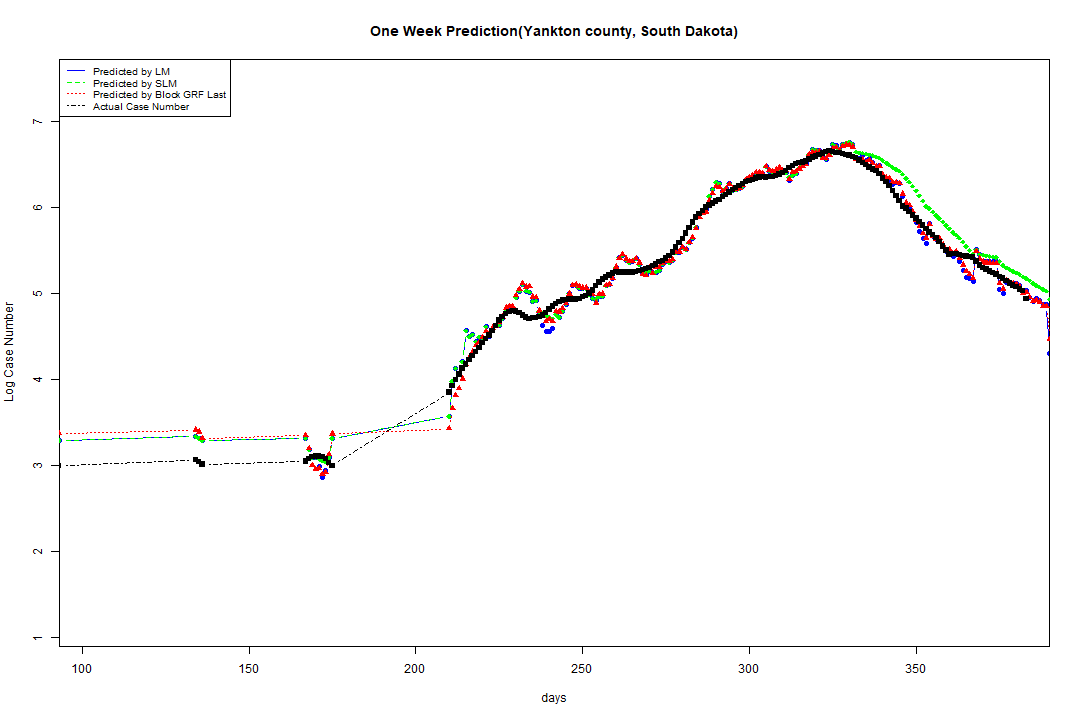 One Week Prediction(Yankton county, South Dakota)
Predicted by LM
Predicted by SLM
Predicted by Block GRF Last
Actual Case Number
7
6
5
4
3
2
1
Log Case Number
100 150 200 250 300 350
days